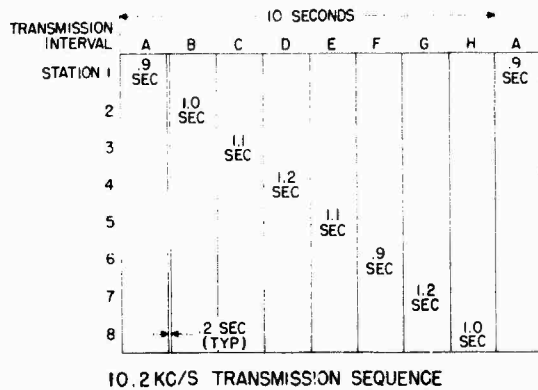 10 SECONDS
TRANSMISSION
INTERVAL
A B C D E F G H A
STATION 1 .9 SEC .9 SEC
2 1.0 SEC
3 1.1 SEC
4 1.2 SEC
5 1.1 SEC
6 .9 SEC
7 1.2 SEC
8 .2 SEC (TYP) 1.0 SEC
10.2 KC/S TRANSMISSION SEQUENCE